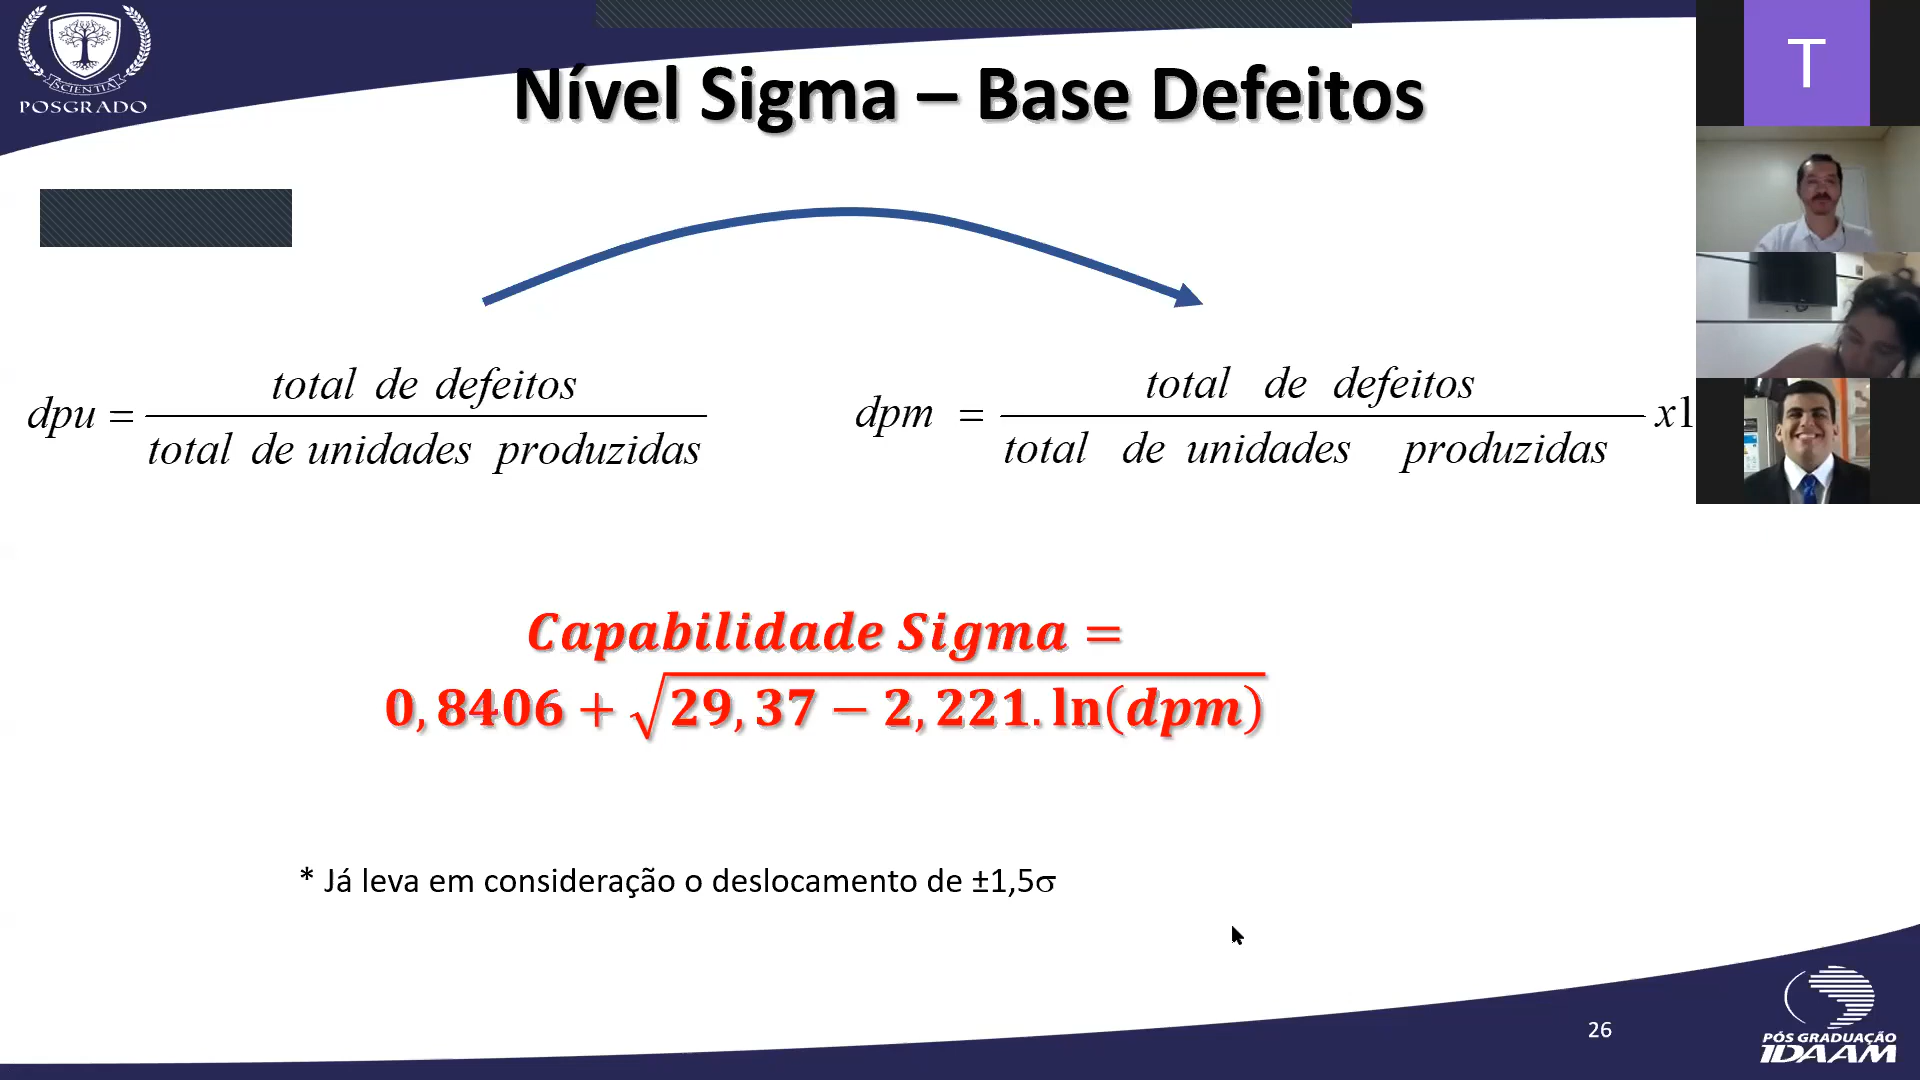 SCIENTIA
POSGRADO
Nível Sigma – Base Defeitos
T
dpu = total de defeitos / total de unidades produzidas
dpm = total de defeitos / total de unidades produzidas x1
Capabilidade Sigma =
0,8406 + √29,37 − 2,221.ln(dpm)
* Já leva em consideração o deslocamento de ±1,5σ
26
PÓS GRADUAÇÃO
IDAAM